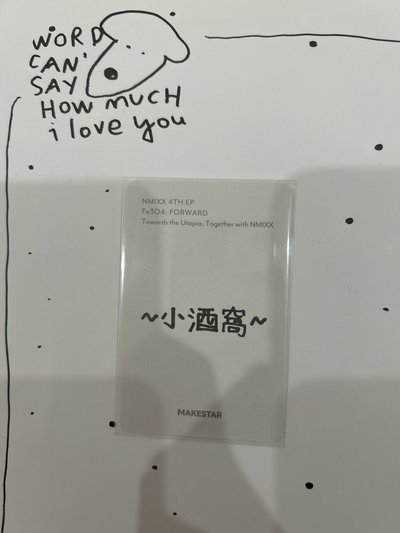 WORD
CAN'
SAY
HOW MUCH
i love you
NMIXX 4TH EP
Fe3O4: FORWARD
Towards the Utopia, Together with NMIXX
~小酒窩~
MAKESTAR